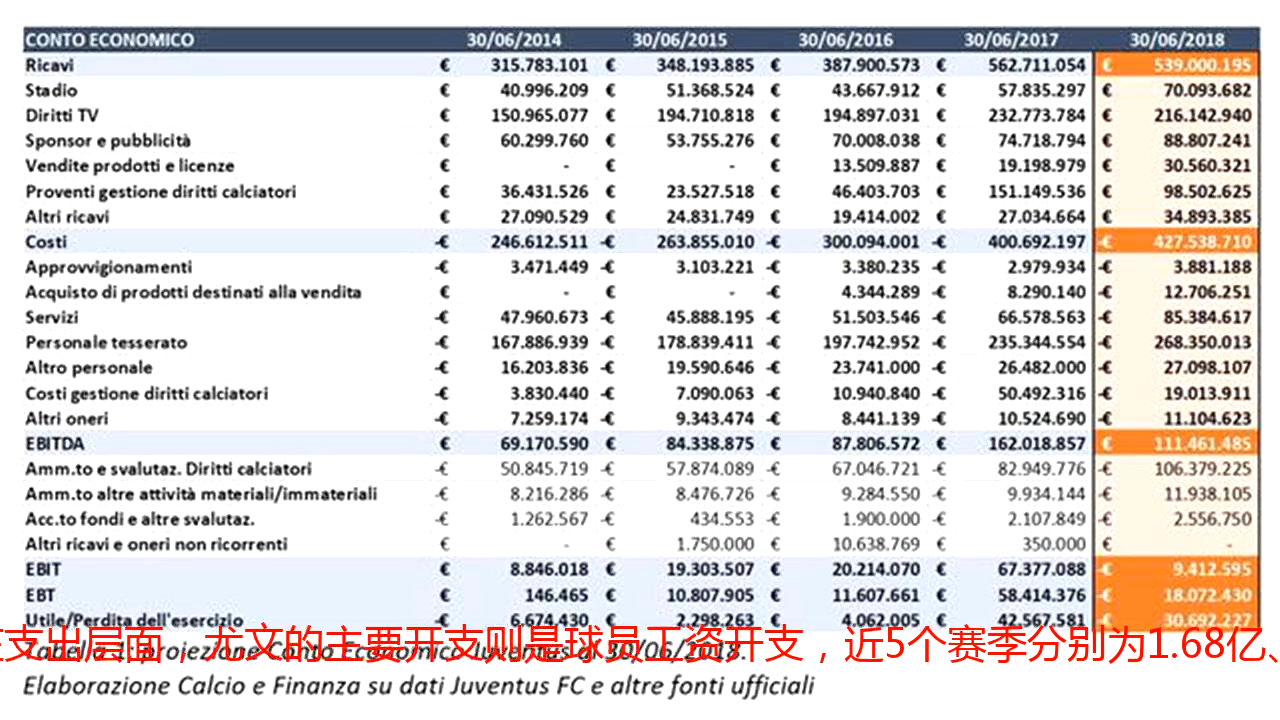 CONTO ECONOMICO 30/06/2014 30/06/2015 30/06/2016 30/06/2017 30/06/2018
Ricavi € 315.783.101 € 348.193.885 € 387.900.573 € 562.711.054 € 539.000.195
Stadio € 40.996.209 € 51.368.524 € 43.667.912 € 57.835.297 € 70.093.682
Diritti TV € 150.965.077 € 194.710.818 € 194.897.031 € 232.773.784 € 216.142.940
Sponsor e pubblicità € 60.299.760 € 53.755.276 € 70.008.038 € 74.718.794 € 88.807.241
Vendite prodotti e licenze € - € - € 13.509.887 € 19.198.979 € 30.560.321
Proventi gestione diritti calciatori € 36.431.526 € 23.527.518 € 46.403.703 € 151.149.536 € 98.502.625
Altri ricavi € 27.090.529 € 24.831.749 € 19.414.002 € 27.034.664 € 34.893.385
Costi -€ 246.612.511 -€ 263.855.010 -€ 300.094.001 -€ 400.692.197 -€ 427.538.710
Approvvigionamenti -€ 3.471.449 -€ 3.103.221 -€ 3.380.235 -€ 2.979.934 -€ 3.881.188
Acquisto di prodotti destinati alla vendita € - € - -€ 4.344.289 -€ 8.290.140 -€ 12.706.251
Servizi -€ 47.960.673 -€ 45.888.195 -€ 51.503.546 -€ 66.578.563 -€ 85.384.617
Personale tesserato -€ 167.886.939 -€ 178.839.411 -€ 197.742.952 -€ 235.344.554 -€ 268.350.013
Altro personale -€ 16.203.836 -€ 19.590.646 -€ 23.741.000 -€ 26.482.000 -€ 27.098.107
Costi gestione diritti calciatori -€ 3.830.440 -€ 7.090.063 -€ 10.940.840 -€ 50.492.316 -€ 19.013.911
Altri oneri -€ 7.259.174 -€ 9.343.474 -€ 8.441.139 -€ 10.524.690 -€ 11.104.623
EBITDA € 69.170.590 € 84.338.875 € 87.806.572 € 162.018.857 € 111.461.485
Amm.to e svalutaz. Diritti calciatori -€ 50.845.719 -€ 57.874.089 -€ 67.046.721 -€ 82.949.776 -€ 106.379.225
Amm.to altre attività materiali/immateriali -€ 8.216.286 -€ 8.476.726 -€ 9.284.550 -€ 9.934.144 -€ 11.938.105
Acc.to fondi e altre svalutaz. -€ 1.262.567 -€ 434.553 -€ 1.900.000 -€ 2.107.849 -€ 2.556.750
Altri ricavi e oneri non ricorrenti € - € 1.750.000 € 10.638.769 € 350.000 € -
EBIT € 8.846.018 € 19.303.507 € 20.214.070 € 67.377.088 -€ 9.412.595
EBT € 146.465 € 10.807.905 € 11.607.661 € 58.414.376 -€ 18.072.430
Utile/Perdita dell'esercizio -€ 6.674.430 € 2.298.263 € 4.062.005 € 42.567.581 -€ 30.692.227
支出层面，尤文的主要开支则是球员工资开支，近5个赛季分别为1.68亿、
Tabella 1: proiezione Conto Economico Juventus al 30/06/2018.
Elaborazione Calcio e Finanza su dati Juventus FC e altre fonti ufficiali